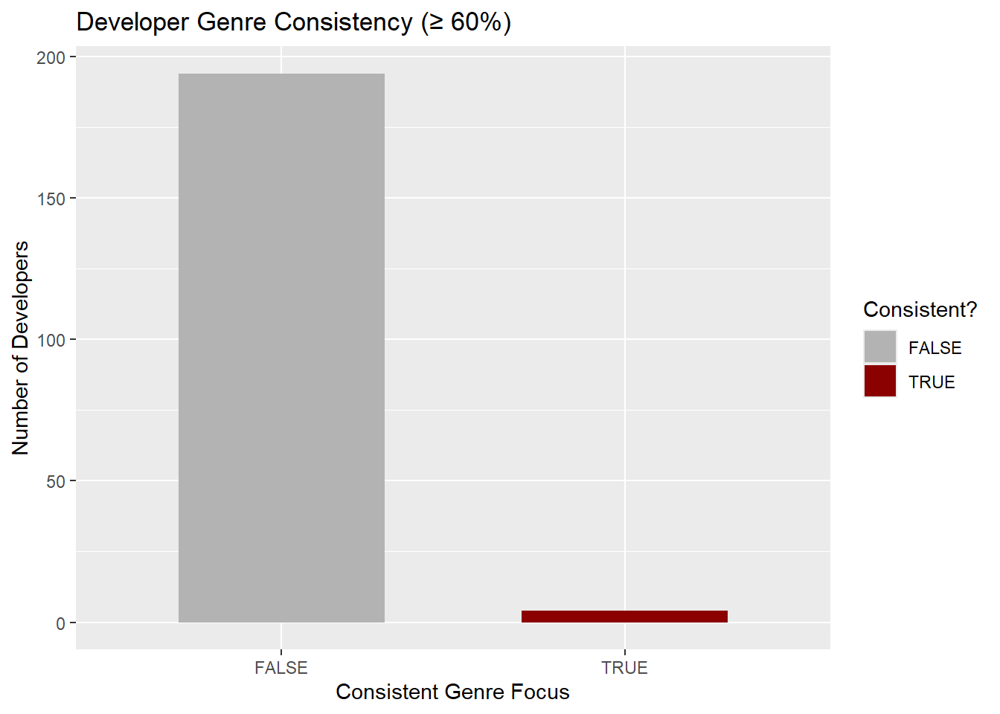 Developer Genre Consistency (≥ 60%)
200
150
100
50
0
Number of Developers
FALSE
TRUE
Consistent Genre Focus
Consistent?
FALSE
TRUE